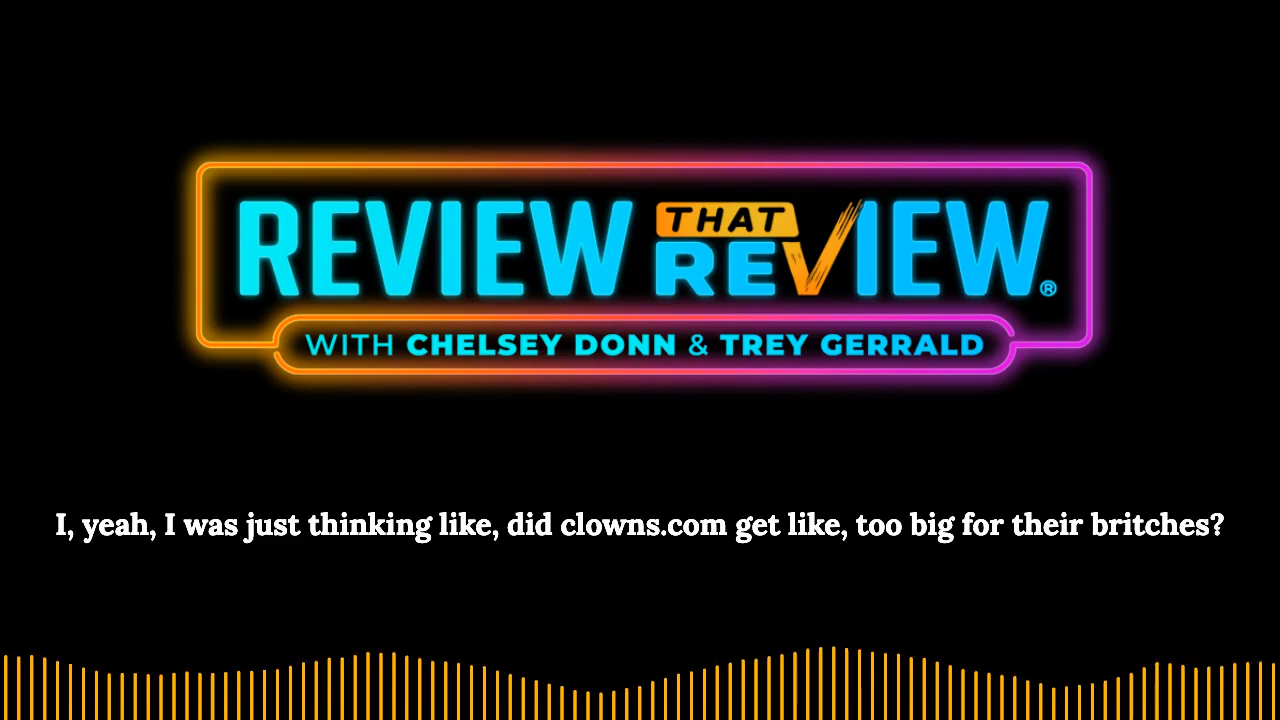 REVIEW THAT REVIEW®
WITH CHELSEY DONN & TREY GERRALD
I, yeah, I was just thinking like, did clowns.com get like, too big for their britches?